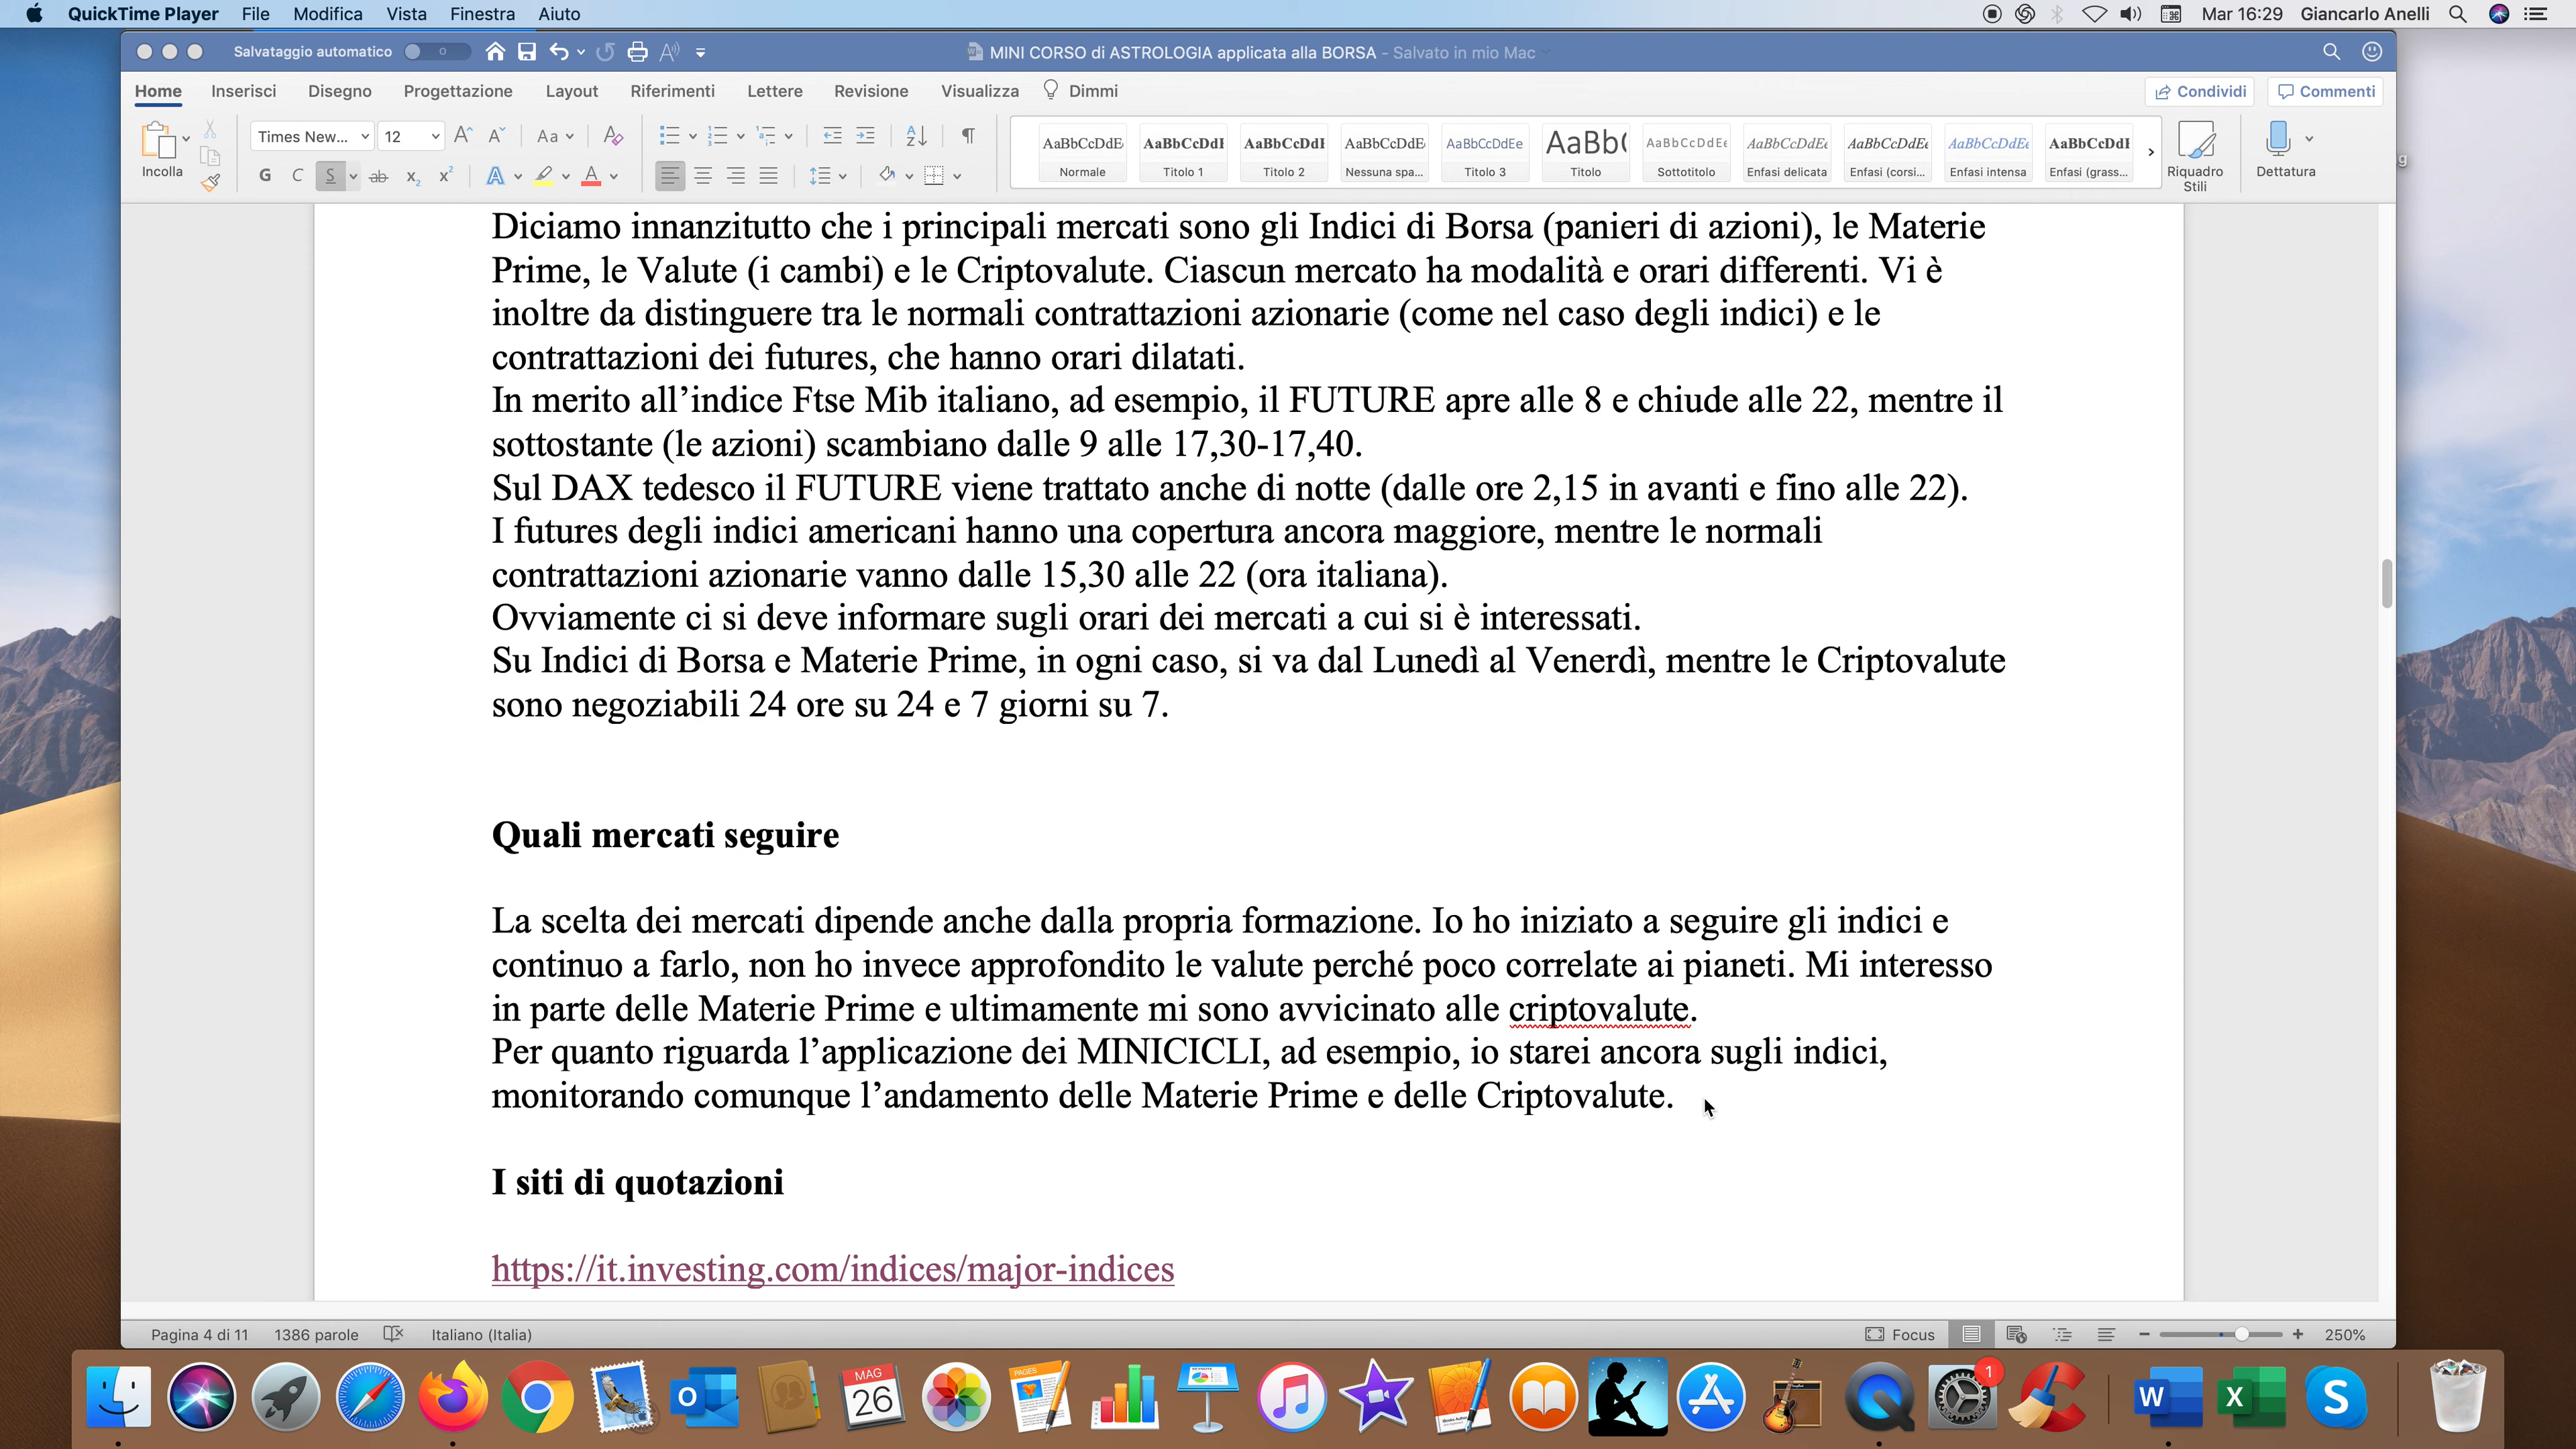 QuickTime Player File Modifica Vista Finestra Aiuto Mar 16:29 Giancarlo Anelli
Salvataggio automatico MINI CORSO di ASTROLOGIA applicata alla BORSA - Salvato in mio Mac
Home Inserisci Disegno Progettazione Layout Riferimenti Lettere Revisione Visualizza Dimmi Condividi Commenti
Times New... 12 Aa
Incolla G C S ab x₂ x² A A
AaBbCcDdE AaBbCcDdI AaBbCcDdI AaBbCcDdE AaBbCcDdEe AaBb( AaBbCcDdEe AaBbCcDdEe AaBbCcDdEe AaBbCcDdEe AaBbCcDdI
Normale Titolo 1 Titolo 2 Nessuna spa... Titolo 3 Titolo Sottotitolo Enfasi delicata Enfasi (corsi... Enfasi intensa Enfasi (grass... Riquadro Stili Dettatura
Diciamo innanzitutto che i principali mercati sono gli Indici di Borsa (panieri di azioni), le Materie
Prime, le Valute (i cambi) e le Criptovalute. Ciascun mercato ha modalità e orari differenti. Vi è
inoltre da distinguere tra le normali contrattazioni azionarie (come nel caso degli indici) e le
contrattazioni dei futures, che hanno orari dilatati.
In merito all’indice Ftse Mib italiano, ad esempio, il FUTURE apre alle 8 e chiude alle 22, mentre il
sottostante (le azioni) scambiano dalle 9 alle 17,30-17,40.
Sul DAX tedesco il FUTURE viene trattato anche di notte (dalle ore 2,15 in avanti e fino alle 22).
I futures degli indici americani hanno una copertura ancora maggiore, mentre le normali
contrattazioni azionarie vanno dalle 15,30 alle 22 (ora italiana).
Ovviamente ci si deve informare sugli orari dei mercati a cui si è interessati.
Su Indici di Borsa e Materie Prime, in ogni caso, si va dal Lunedì al Venerdì, mentre le Criptovalute
sono negoziabili 24 ore su 24 e 7 giorni su 7.
Quali mercati seguire
La scelta dei mercati dipende anche dalla propria formazione. Io ho iniziato a seguire gli indici e
continuo a farlo, non ho invece approfondito le valute perché poco correlate ai pianeti. Mi interesso
in parte delle Materie Prime e ultimamente mi sono avvicinato alle criptovalute.
Per quanto riguarda l’applicazione dei MINICICLI, ad esempio, io starei ancora sugli indici,
monitorando comunque l’andamento delle Materie Prime e delle Criptovalute.
I siti di quotazioni
https://it.investing.com/indices/major-indices
Pagina 4 di 11 1386 parole Italiano (Italia) Focus 250%
MAG
26
PAGES
1